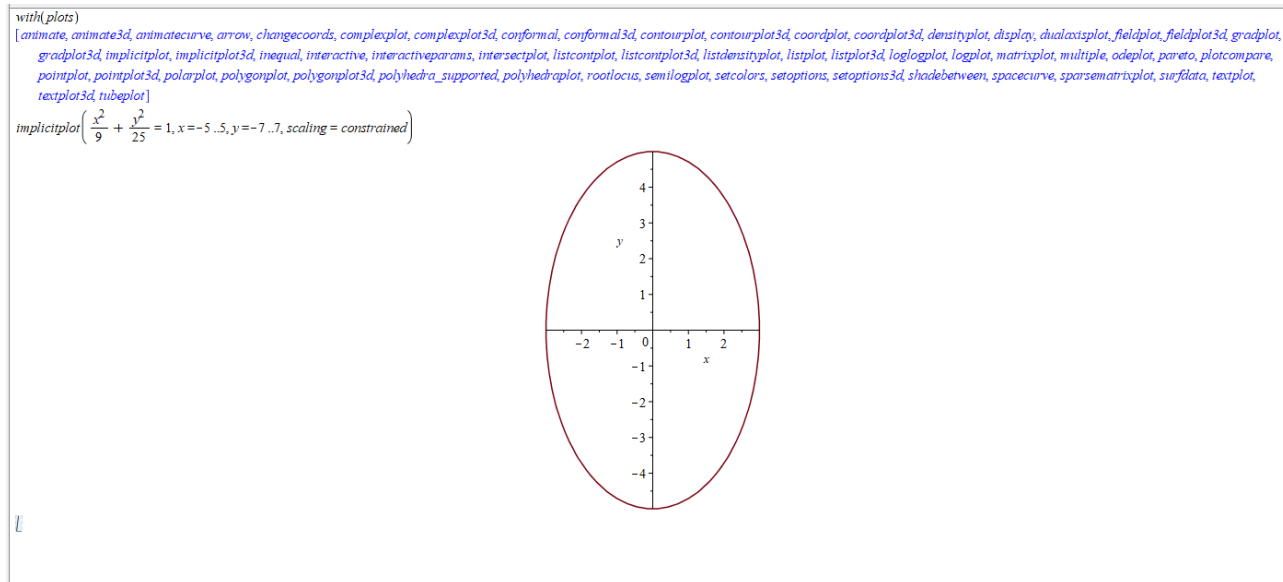 with(plots)
[animate, animate3d, animatecurve, arrow, changecoords, complexplot, complexplot3d, conformal, conformal3d, contourplot, contourplot3d, coordplot, coordplot3d, densityplot, display, dualaxisplot, fieldplot, fieldplot3d, gradplot,
gradplot3d, implicitplot, implicitplot3d, inequal, interactive, interactiveparams, intersectplot, listcontplot, listcontplot3d, listdensityplot, listplot, listplot3d, loglogplot, logplot, matrixplot, multiple, odeplot, pareto, plotcompare,
pointplot, pointplot3d, polarplot, polygonplot, polygonplot3d, polyhedra_supported, polyhedraplot, rootlocus, semilogplot, setcolors, setoptions, setoptions3d, shadebetween, spacecurve, sparsematrixplot, surfdata, textplot,
textplot3d, tubeplot]
implicitplot(x²/9 + y²/25 = 1, x=-5..5, y=-7..7, scaling = constrained)
4
3
y
2
1
-2 -1 0 1 2
x
-1
-2
-3
-4